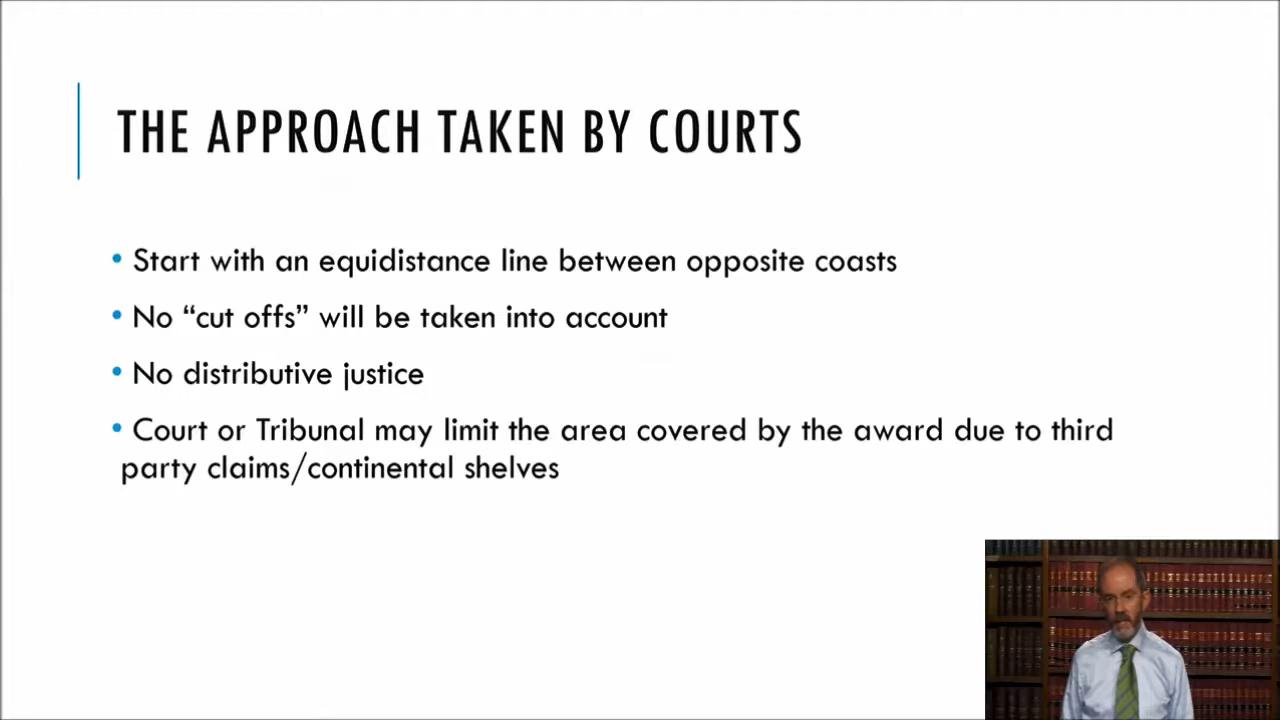 THE APPROACH TAKEN BY COURTS
• Start with an equidistance line between opposite coasts
• No “cut offs” will be taken into account
• No distributive justice
• Court or Tribunal may limit the area covered by the award due to third
party claims/continental shelves